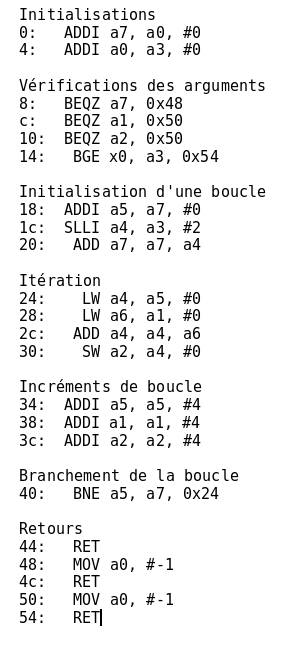 Initialisations
0:   ADDI a7, a0, #0
4:   ADDI a0, a3, #0
Vérifications des arguments
8:   BEQZ a7, 0x48
c:   BEQZ a1, 0x50
10:  BEQZ a2, 0x50
14:   BGE x0, a3, 0x54
Initialisation d'une boucle
18:  ADDI a5, a7, #0
1c:  SLLI a4, a3, #2
20:   ADD a7, a7, a4
Itération
24:    LW a4, a5, #0
28:    LW a6, a1, #0
2c:   ADD a4, a4, a6
30:    SW a2, a4, #0
Incréments de boucle
34:  ADDI a5, a5, #4
38:  ADDI a1, a1, #4
3c:  ADDI a2, a2, #4
Branchement de la boucle
40:   BNE a5, a7, 0x24
Retours
44:   RET
48:   MOV a0, #-1
4c:   RET
50:   MOV a0, #-1
54:   RET